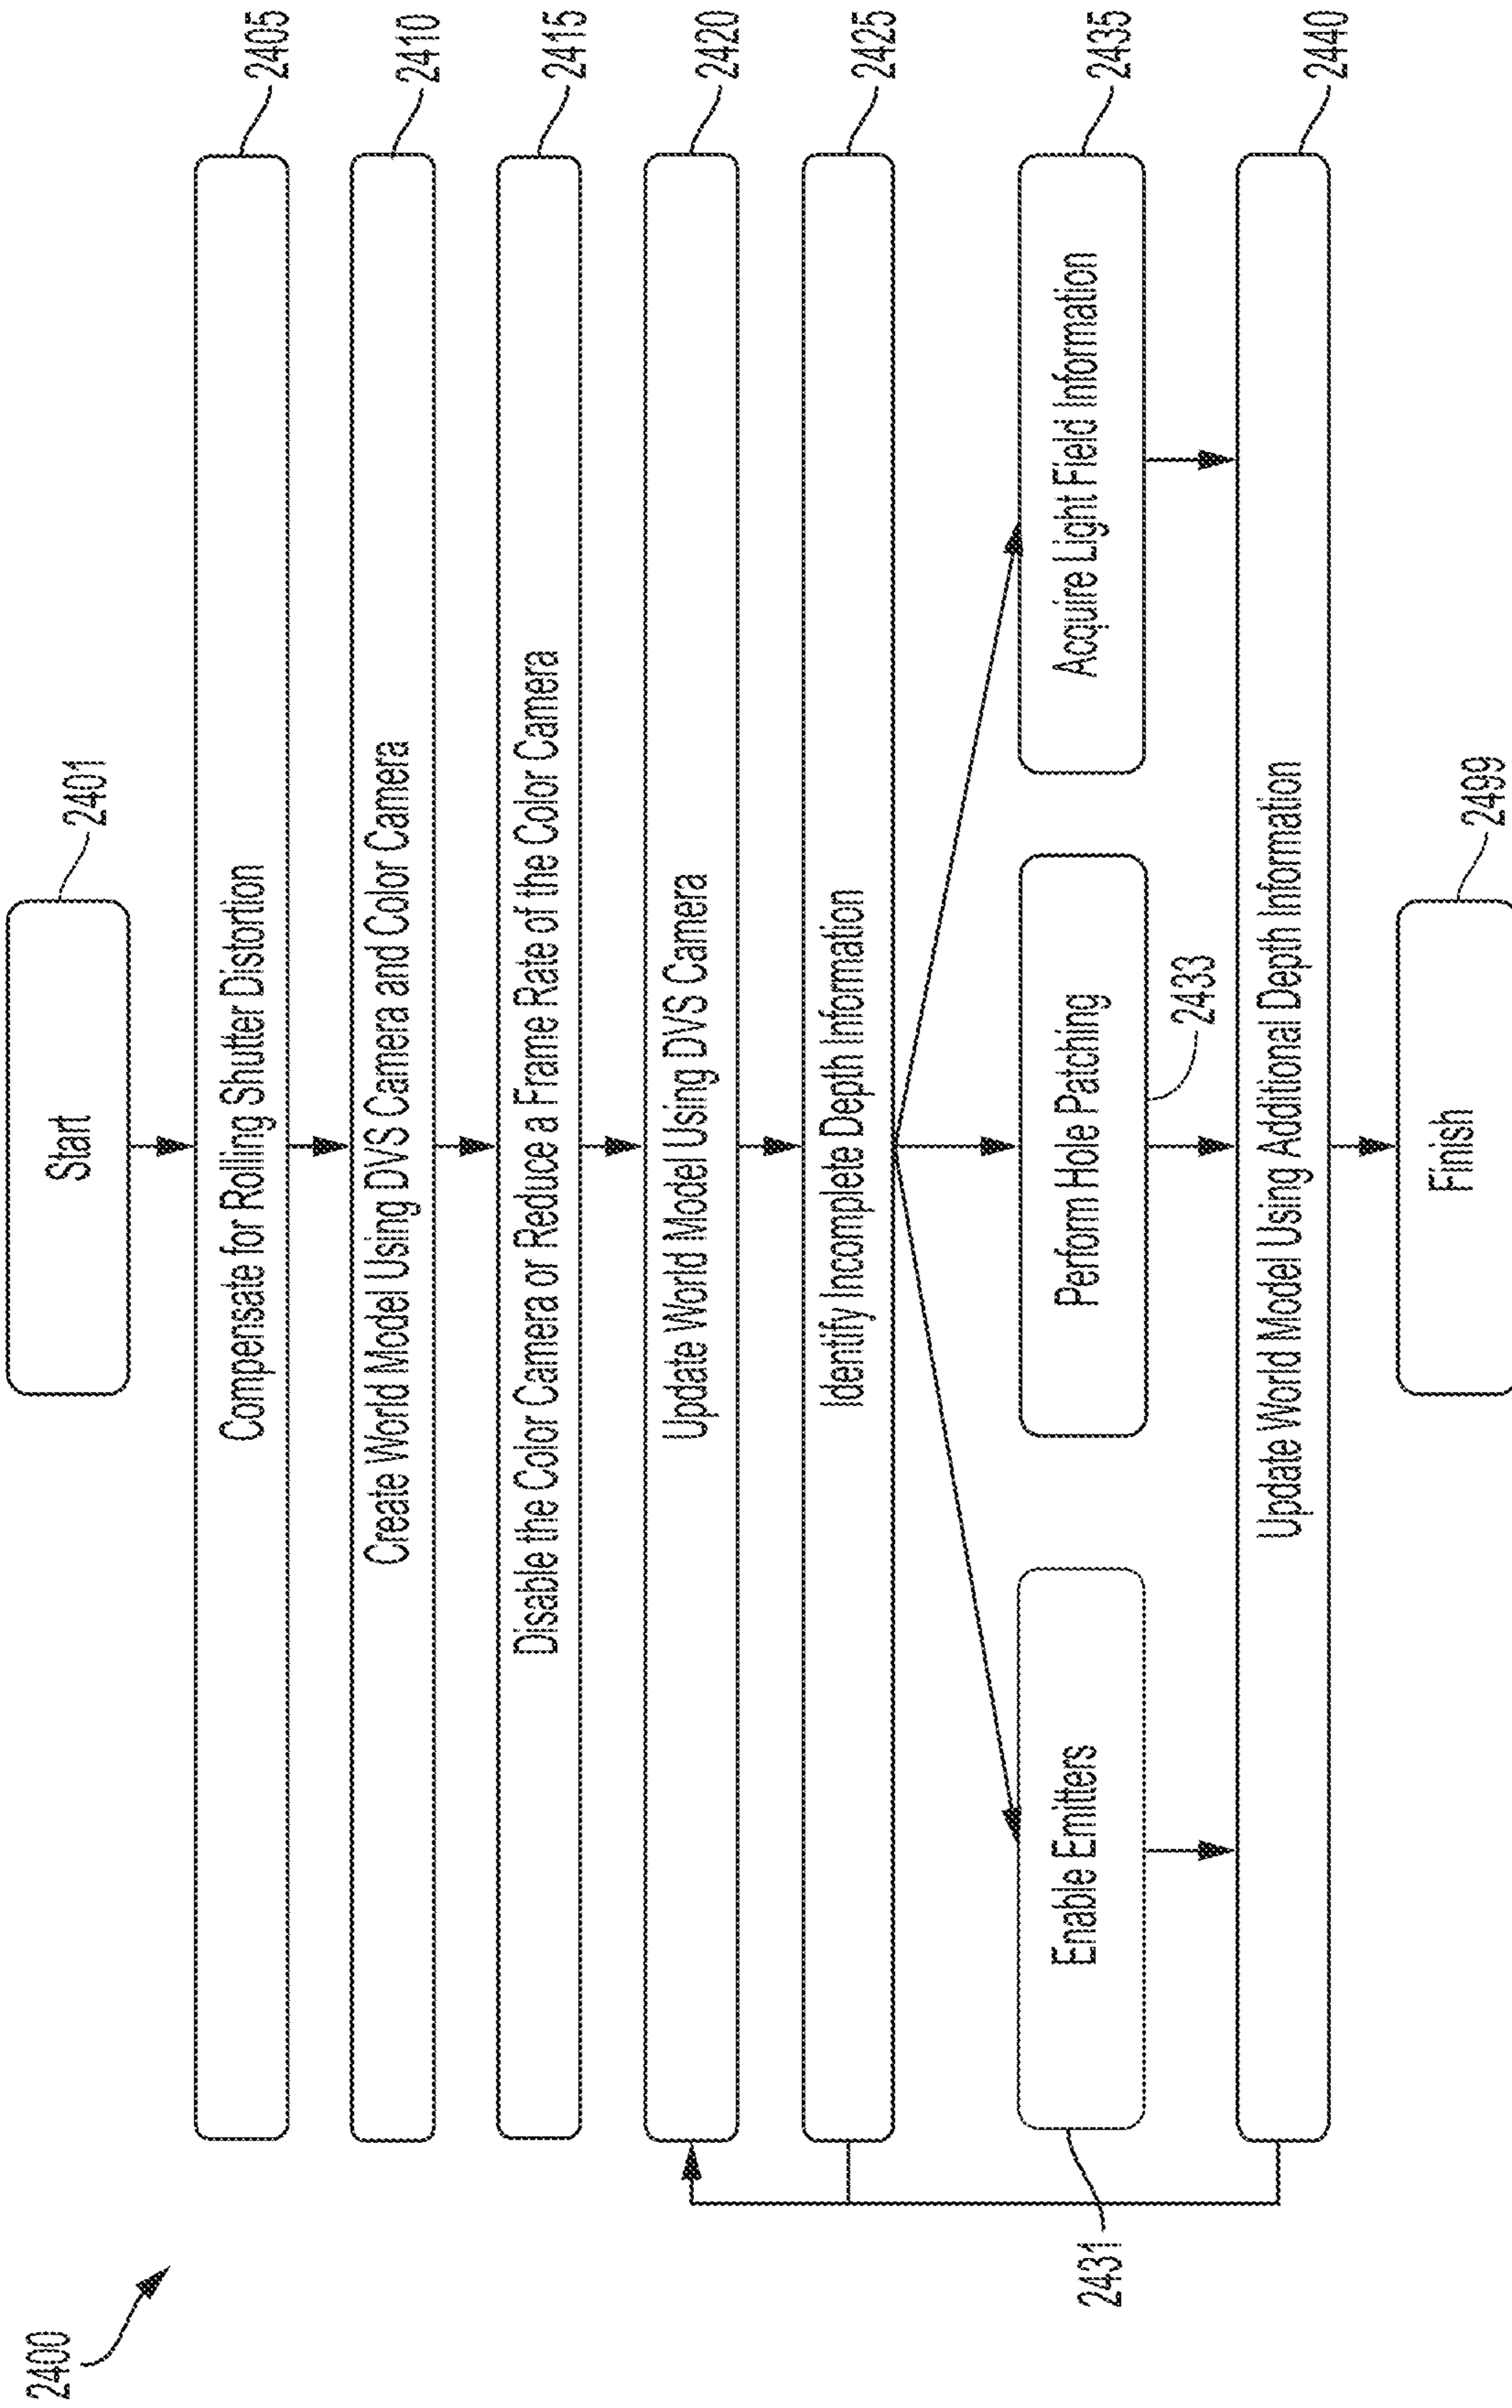 2400
Start
2401
Compensate for Rolling Shutter Distortion
2405
Create World Model Using DVS Camera and Color Camera
2410
Disable the Color Camera or Reduce a Frame Rate of the Color Camera
2415
Update World Model Using DVS Camera
2420
Identify Incomplete Depth Information
2425
2431
Enable Emitters
Perform Hole Patching
2433
Acquire Light Field Information
2435
Update World Model Using Additional Depth Information
2440
Finish
2499